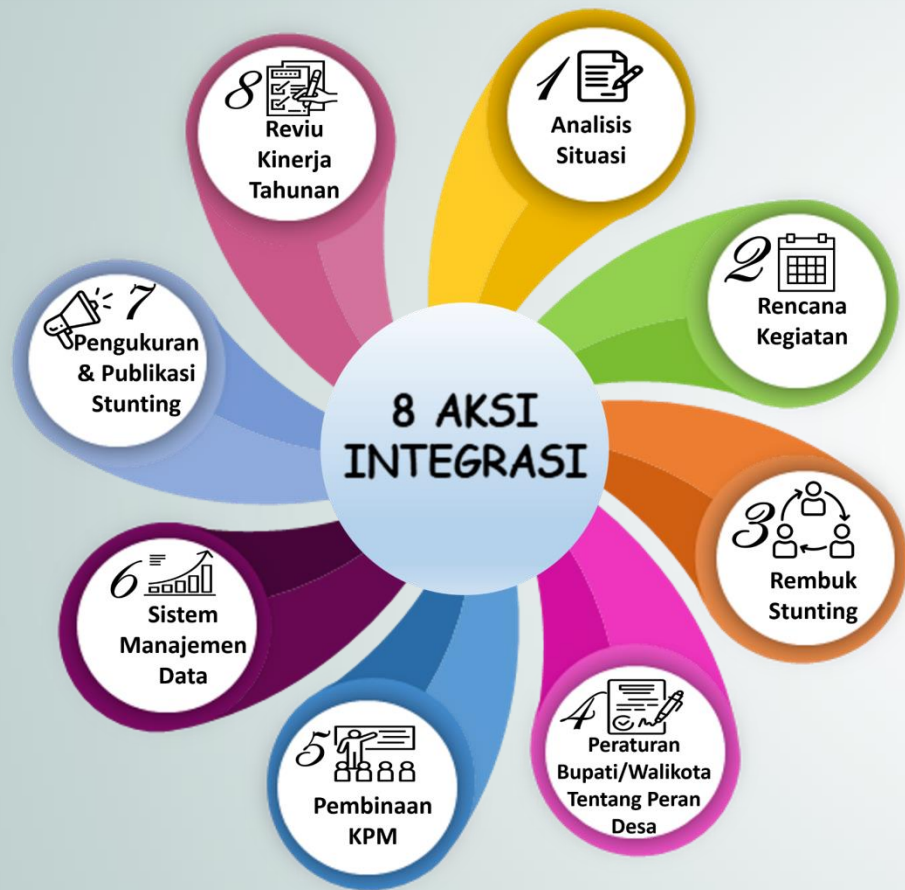 8 AKSI
INTEGRASI
1
Analisis
Situasi
2
Rencana
Kegiatan
3
Rembuk
Stunting
4
Peraturan
Bupati/Walikota
Tentang Peran
Desa
5
Pembinaan
KPM
6
Sistem
Manajemen
Data
7
Pengukuran
& Publikasi
Stunting
8
Reviu
Kinerja
Tahunan